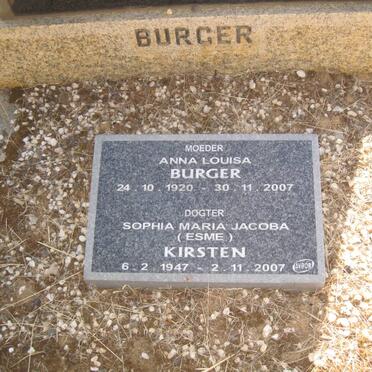 BURGER
MOEDER
ANNA LOUISA
BURGER
24. 10. 1920 - 30. 11. 2007
DOGTER
SOPHIA MARIA JACOBA
( ESME )
KIRSTEN
6. 2. 1947 - 2. 11. 2007